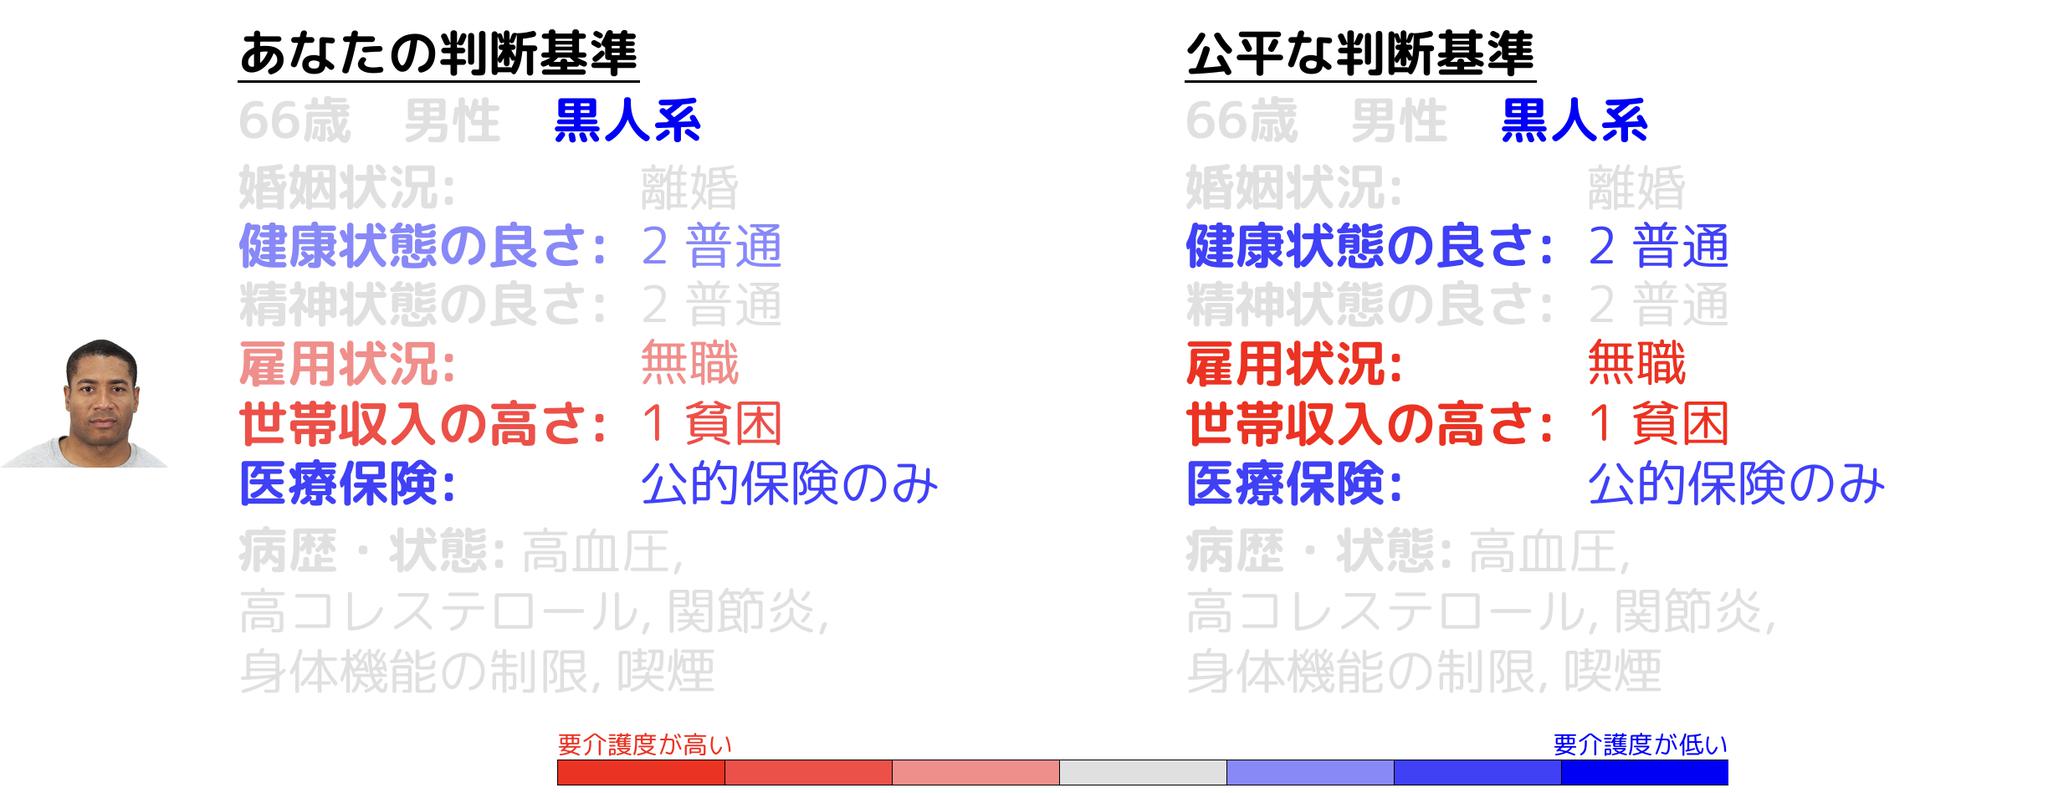 あなたの判断基準
66歳 男性 黒人系
婚姻状況: 離婚
健康状態の良さ: 2 普通
精神状態の良さ: 2 普通
雇用状況: 無職
世帯収入の高さ: 1 貧困
医療保険: 公的保険のみ
病歴・状態: 高血圧,
高コレステロール, 関節炎,
身体機能の制限, 喫煙
公平な判断基準
66歳 男性 黒人系
婚姻状況: 離婚
健康状態の良さ: 2 普通
精神状態の良さ: 2 普通
雇用状況: 無職
世帯収入の高さ: 1 貧困
医療保険: 公的保険のみ
病歴・状態: 高血圧,
高コレステロール, 関節炎,
身体機能の制限, 喫煙
要介護度が高い
要介護度が低い